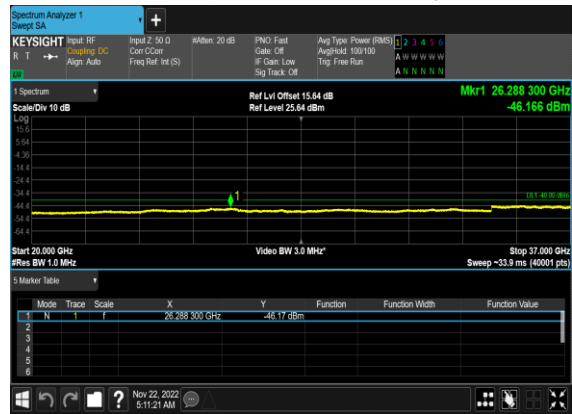 Spectrum Analyzer 1
Swept SA
KEYSIGHT Input: RF Input Z: 50 Ω #Atten: 20 dB PNO: Fast Avg Type: Power (RMS) 1 2 3 4 5 6
R T Coupling: DC Corr CCorr Gate: Off Avg|Hold: 100/100 A W W W W W
Align: Auto Freq Ref: Int (S) IF Gain: Low Trig: Free Run
LW Sig Track: Off A N N N N N
1 Spectrum Ref Lvl Offset 15.64 dB Mkr1 26.288 300 GHz
Scale/Div 10 dB Ref Level 25.64 dBm -46.166 dBm
Log
15.6
5.64
-4.36
-14.4
-24.4
-34.4 1 DL1 -40.00 dBm
-44.4
-54.4
-64.4
Start 20.000 GHz Video BW 3.0 MHz* Stop 37.000 GHz
#Res BW 1.0 MHz Sweep ~33.9 ms (40001 pts)
5 Marker Table
Mode Trace Scale X Y Function Function Width Function Value
1 N 1 f 26.288 300 GHz -46.17 dBm
2
3
4
5
6
? Nov 22, 2022
5:11:21 AM